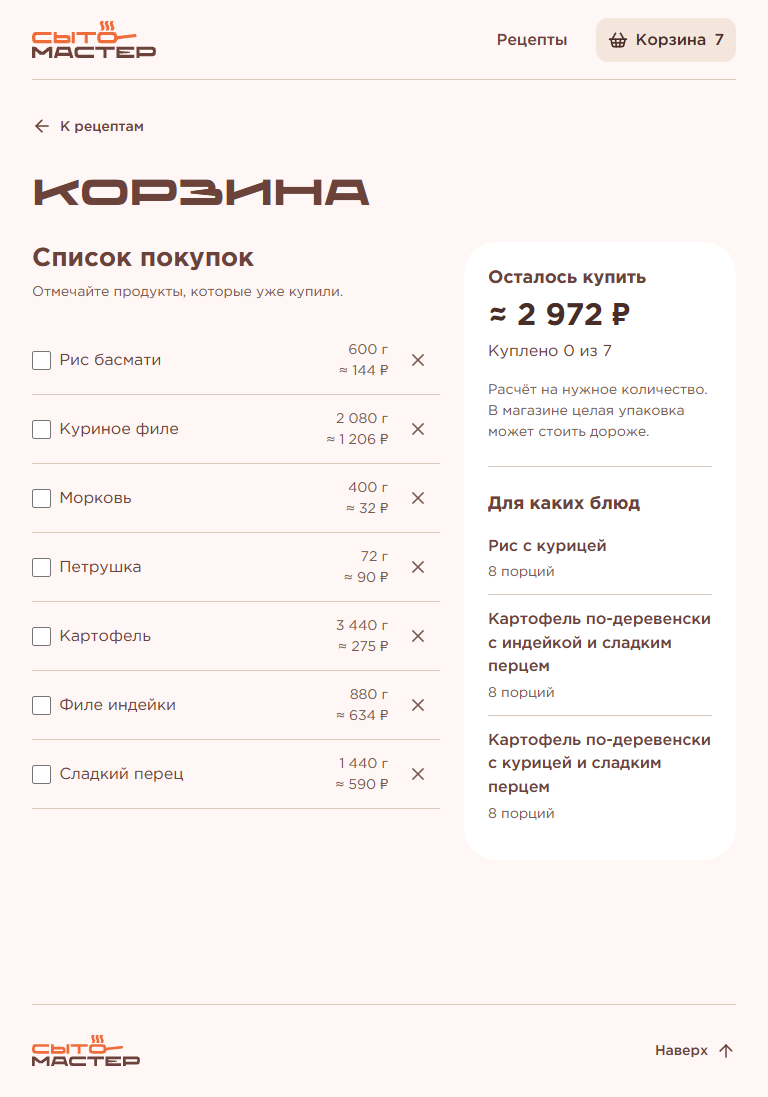 СЫТО
МАСТЕР
Рецепты
Корзина 7
К рецептам
КОРЗИНА
Список покупок
Отмечайте продукты, которые уже купили.
Рис басмати
600 г
≈ 144 ₽
Куриное филе
2 080 г
≈ 1 206 ₽
Морковь
400 г
≈ 32 ₽
Петрушка
72 г
≈ 90 ₽
Картофель
3 440 г
≈ 275 ₽
Филе индейки
880 г
≈ 634 ₽
Сладкий перец
1 440 г
≈ 590 ₽
Осталось купить
≈ 2 972 ₽
Куплено 0 из 7
Расчёт на нужное количество.
В магазине целая упаковка
может стоить дороже.
Для каких блюд
Рис с курицей
8 порций
Картофель по-деревенски
с индейкой и сладким
перцем
8 порций
Картофель по-деревенски
с курицей и сладким
перцем
8 порций
СЫТО
МАСТЕР
Наверх